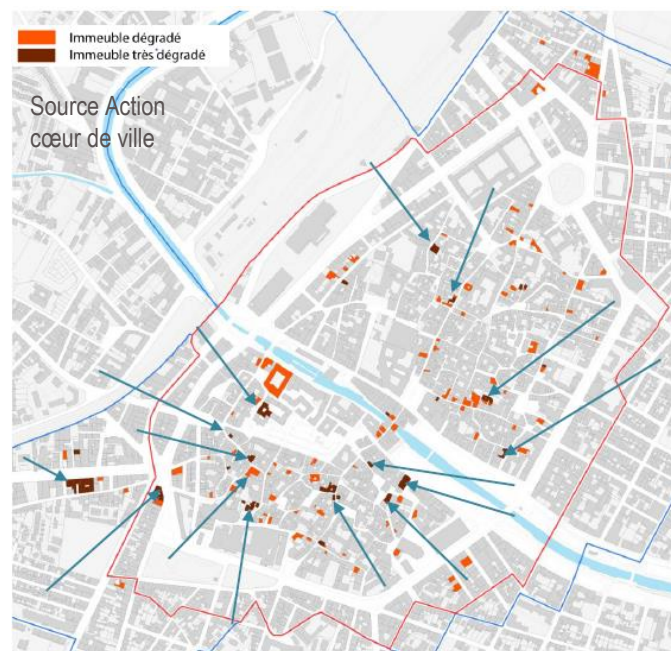 Immeuble dégradé
Immeuble très dégradé
Source Action
cœur de ville